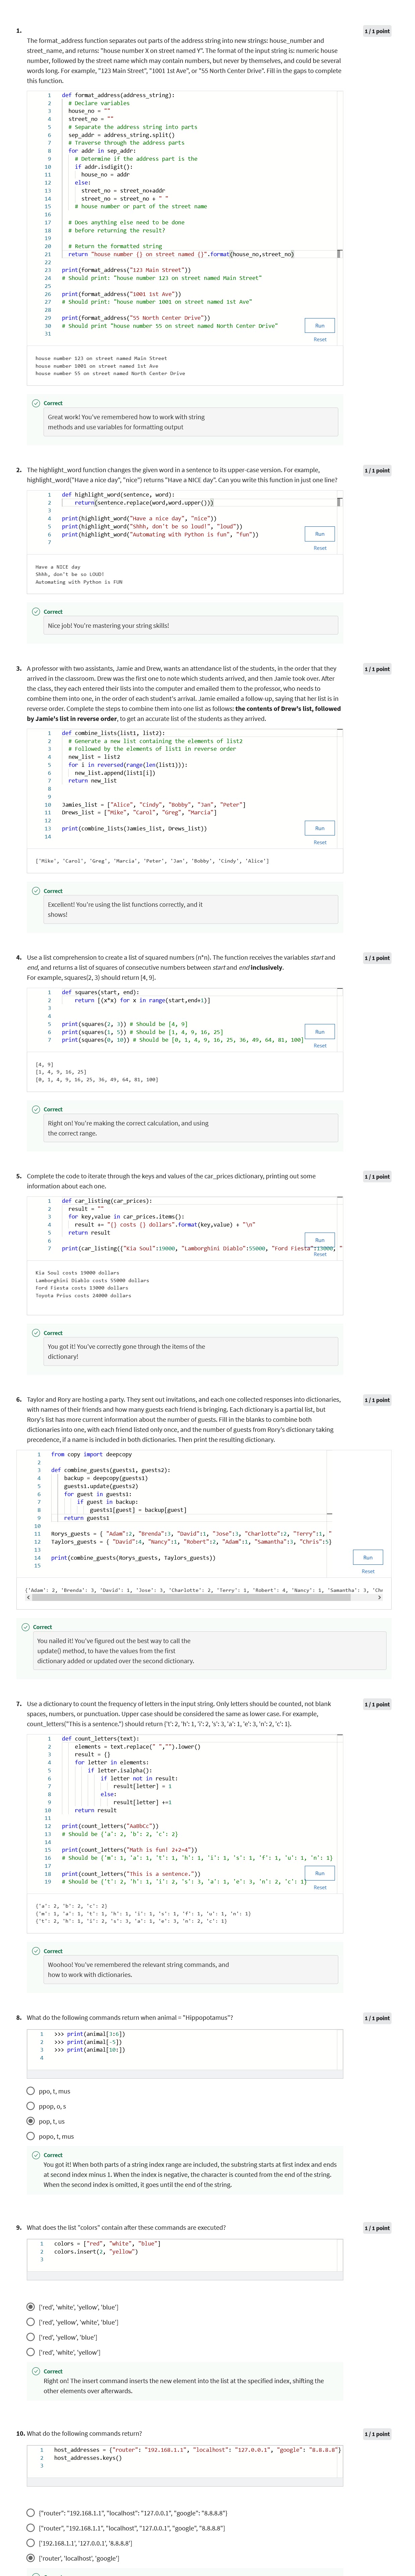 1.
1 / 1 point
The format_address function separates out parts of the address string into new strings: house_number and
street_name, and returns: "house number X on street named Y". The format of the input string is: numeric house
number, followed by the street name which may contain numbers, but never by themselves, and could be several
words long. For example, "123 Main Street", "1001 1st Ave", or "55 North Center Drive". Fill in the gaps to complete
this function.
1 def format_address(address_string):
2 # Declare variables
3 house_no = ""
4 street_no = ""
5 # Separate the address string into parts
6 sep_addr = address_string.split()
7 # Traverse through the address parts
8 for addr in sep_addr:
9 # Determine if the address part is the
10 if addr.isdigit():
11 house_no = addr
12 else:
13 street_no = street_no+addr
14 street_no = street_no + " "
15 # house number or part of the street name
16
17 # Does anything else need to be done
18 # before returning the result?
19
20 # Return the formatted string
21 return "house number {} on street named {}".format(house_no,street_no)
22
23 print(format_address("123 Main Street"))
24 # Should print: "house number 123 on street named Main Street"
25
26 print(format_address("1001 1st Ave"))
27 # Should print: "house number 1001 on street named 1st Ave"
28
29 print(format_address("55 North Center Drive"))
30 # Should print "house number 55 on street named North Center Drive"
31
Run
Reset
house number 123 on street named Main Street
house number 1001 on street named 1st Ave
house number 55 on street named North Center Drive
Correct
Great work! You've remembered how to work with string
methods and use variables for formatting output
2. The highlight_word function changes the given word in a sentence to its upper-case version. For example,
1 / 1 point
highlight_word("Have a nice day", "nice") returns "Have a NICE day". Can you write this function in just one line?
1 def highlight_word(sentence, word):
2 return(sentence.replace(word,word.upper()))
3
4 print(highlight_word("Have a nice day", "nice"))
5 print(highlight_word("Shhh, don't be so loud!", "loud"))
6 print(highlight_word("Automating with Python is fun", "fun"))
7
Run
Reset
Have a NICE day
Shhh, don't be so LOUD!
Automating with Python is FUN
Correct
Nice job! You're mastering your string skills!
3. A professor with two assistants, Jamie and Drew, wants an attendance list of the students, in the order that they
1 / 1 point
arrived in the classroom. Drew was the first one to note which students arrived, and then Jamie took over. After
the class, they each entered their lists into the computer and emailed them to the professor, who needs to
combine them into one, in the order of each student's arrival. Jamie emailed a follow-up, saying that her list is in
reverse order. Complete the steps to combine them into one list as follows: the contents of Drew's list, followed
by Jamie's list in reverse order, to get an accurate list of the students as they arrived.
1 def combine_lists(list1, list2):
2 # Generate a new list containing the elements of list2
3 # Followed by the elements of list1 in reverse order
4 new_list = list2
5 for i in reversed(range(len(list1))):
6 new_list.append(list1[i])
7 return new_list
8
9
10 Jamies_list = ["Alice", "Cindy", "Bobby", "Jan", "Peter"]
11 Drews_list = ["Mike", "Carol", "Greg", "Marcia"]
12
13 print(combine_lists(Jamies_list, Drews_list))
14
Run
Reset
['Mike', 'Carol', 'Greg', 'Marcia', 'Peter', 'Jan', 'Bobby', 'Cindy', 'Alice']
Correct
Excellent! You're using the list functions correctly, and it
shows!
4. Use a list comprehension to create a list of squared numbers (n*n). The function receives the variables start and
1 / 1 point
end, and returns a list of squares of consecutive numbers between start and end inclusively.
For example, squares(2, 3) should return [4, 9].
1 def squares(start, end):
2 return [(x*x) for x in range(start,end+1)]
3
4
5 print(squares(2, 3)) # Should be [4, 9]
6 print(squares(1, 5)) # Should be [1, 4, 9, 16, 25]
7 print(squares(0, 10)) # Should be [0, 1, 4, 9, 16, 25, 36, 49, 64, 81, 100]
Run
Reset
[4, 9]
[1, 4, 9, 16, 25]
[0, 1, 4, 9, 16, 25, 36, 49, 64, 81, 100]
Correct
Right on! You're making the correct calculation, and using
the correct range.
5. Complete the code to iterate through the keys and values of the car_prices dictionary, printing out some
1 / 1 point
information about each one.
1 def car_listing(car_prices):
2 result = ""
3 for key,value in car_prices.items():
4 result += "{} costs {} dollars".format(key,value) + "\n"
5 return result
6
7 print(car_listing({"Kia Soul":19000, "Lamborghini Diablo":55000, "Ford Fiesta":13000, "
Run
Reset
Kia Soul costs 19000 dollars
Lamborghini Diablo costs 55000 dollars
Ford Fiesta costs 13000 dollars
Toyota Prius costs 24000 dollars
Correct
You got it! You've correctly gone through the items of the
dictionary!
6. Taylor and Rory are hosting a party. They sent out invitations, and each one collected responses into dictionaries,
1 / 1 point
with names of their friends and how many guests each friend is bringing. Each dictionary is a partial list, but
Rory's list has more current information about the number of guests. Fill in the blanks to combine both
dictionaries into one, with each friend listed only once, and the number of guests from Rory's dictionary taking
precedence, if a name is included in both dictionaries. Then print the resulting dictionary.
1 from copy import deepcopy
2
3 def combine_guests(guests1, guests2):
4 backup = deepcopy(guests1)
5 guests1.update(guests2)
6 for guest in guests1:
7 if guest in backup:
8 guests1[guest] = backup[guest]
9 return guests1
10
11 Rorys_guests = { "Adam":2, "Brenda":3, "David":1, "Jose":3, "Charlotte":2, "Terry":1, "
12 Taylors_guests = { "David":4, "Nancy":1, "Robert":2, "Adam":1, "Samantha":3, "Chris":5}
13
14 print(combine_guests(Rorys_guests, Taylors_guests))
15
Run
Reset
{'Adam': 2, 'Brenda': 3, 'David': 1, 'Jose': 3, 'Charlotte': 2, 'Terry': 1, 'Robert': 4, 'Nancy': 1, 'Samantha': 3, 'Chr
Correct
You nailed it! You've figured out the best way to call the
update() method, to have the values from the first
dictionary added or updated over the second dictionary.
7. Use a dictionary to count the frequency of letters in the input string. Only letters should be counted, not blank
1 / 1 point
spaces, numbers, or punctuation. Upper case should be considered the same as lower case. For example,
count_letters("This is a sentence.") should return {'t': 2, 'h': 1, 'i': 2, 's': 3, 'a': 1, 'e': 3, 'n': 2, 'c': 1}.
1 def count_letters(text):
2 elements = text.replace(" ","").lower()
3 result = {}
4 for letter in elements:
5 if letter.isalpha():
6 if letter not in result:
7 result[letter] = 1
8 else:
9 result[letter] +=1
10 return result
11
12 print(count_letters("AaBbCc"))
13 # Should be {'a': 2, 'b': 2, 'c': 2}
14
15 print(count_letters("Math is fun! 2+2=4"))
16 # Should be {'m': 1, 'a': 1, 't': 1, 'h': 1, 'i': 1, 's': 1, 'f': 1, 'u': 1, 'n': 1}
17
18 print(count_letters("This is a sentence."))
19 # Should be {'t': 2, 'h': 1, 'i': 2, 's': 3, 'a': 1, 'e': 3, 'n': 2, 'c': 1}
Run
Reset
{'a': 2, 'b': 2, 'c': 2}
{'m': 1, 'a': 1, 't': 1, 'h': 1, 'i': 1, 's': 1, 'f': 1, 'u': 1, 'n': 1}
{'t': 2, 'h': 1, 'i': 2, 's': 3, 'a': 1, 'e': 3, 'n': 2, 'c': 1}
Correct
Woohoo! You've remembered the relevant string commands, and
how to work with dictionaries.
8. What do the following commands return when animal = "Hippopotamus"?
1 / 1 point
1 >>> print(animal[3:6])
2 >>> print(animal[-5])
3 >>> print(animal[10:])
4
ppo, t, mus
ppop, o, s
pop, t, us
popo, t, mus
Correct
You got it! When both parts of a string index range are included, the substring starts at first index and ends
at second index minus 1. When the index is negative, the character is counted from the end of the string.
When the second index is omitted, it goes until the end of the string.
9. What does the list "colors" contain after these commands are executed?
1 / 1 point
1 colors = ["red", "white", "blue"]
2 colors.insert(2, "yellow")
3
['red', 'white', 'yellow', 'blue']
['red', 'yellow', 'white', 'blue']
['red', 'yellow', 'blue']
['red', 'white', 'yellow']
Correct
Right on! The insert command inserts the new element into the list at the specified index, shifting the
other elements over afterwards.
10. What do the following commands return?
1 / 1 point
1 host_addresses = {"router": "192.168.1.1", "localhost": "127.0.0.1", "google": "8.8.8.8"}
2 host_addresses.keys()
3
{"router": "192.168.1.1", "localhost": "127.0.0.1", "google": "8.8.8.8"}
["router", "192.168.1.1", "localhost", "127.0.0.1", "google", "8.8.8.8"]
['192.168.1.1', '127.0.0.1', '8.8.8.8']
['router', 'localhost', 'google']